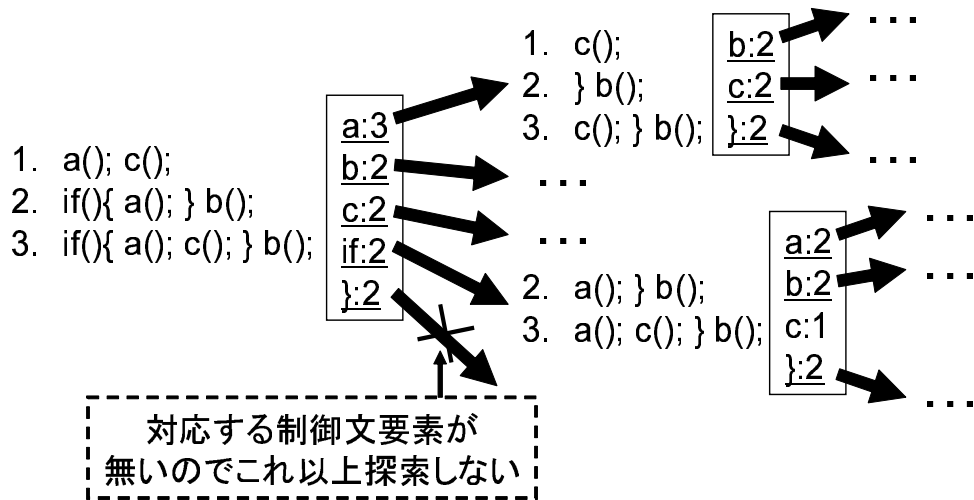 1. a(); c();
2. if(){ a(); } b();
3. if(){ a(); c(); } b();
a:3
b:2
c:2
if:2
}:2
対応する制御文要素が
無いのでこれ以上探索しない
1. c();
2. } b();
3. c(); } b();
b:2
c:2
}:2
...
...
...
...
...
2. a(); } b();
3. a(); c(); } b();
a:2
b:2
c:1
}:2
...
...
...